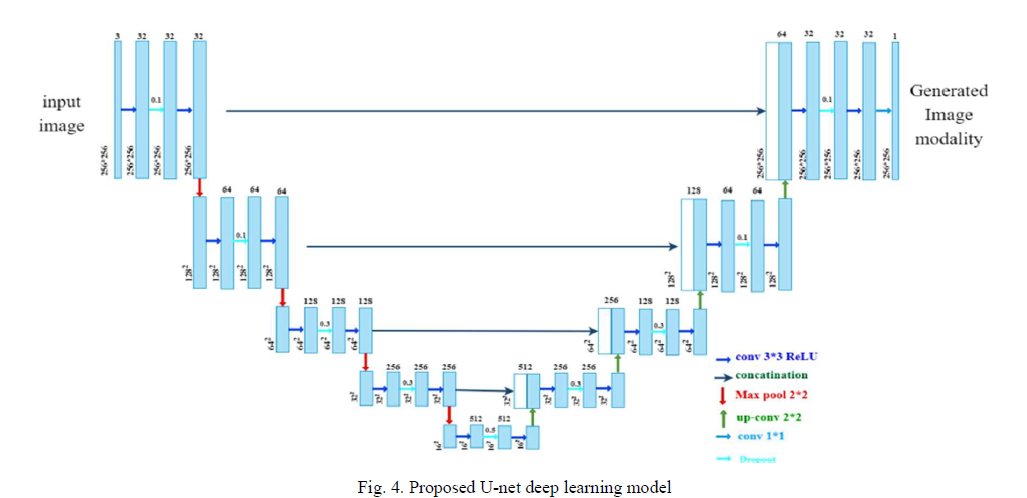 3 32 32 32
64 32 32 32 1
input
image
0.1
0.1
Generated
Image
modality
256*256 256*256 256*256 256*256
256*256 256*256 256*256 256*256 256*256
64 64 64
128 64 64
0.1
0.1
128² 128² 128² 128²
128² 128² 128² 128²
128 128 128
256 128 128
0.3
0.3
64² 64² 64² 64²
64² 64² 64² 64²
256 256 256
512 256 256
0.3
0.3
32² 32² 32² 32²
32² 32² 32² 32²
512 512
0.5
16² 16² 16² 16²
conv 3*3 ReLU
concatination
Max pool 2*2
up-conv 2*2
conv 1*1
Dropout
Fig. 4. Proposed U-net deep learning model